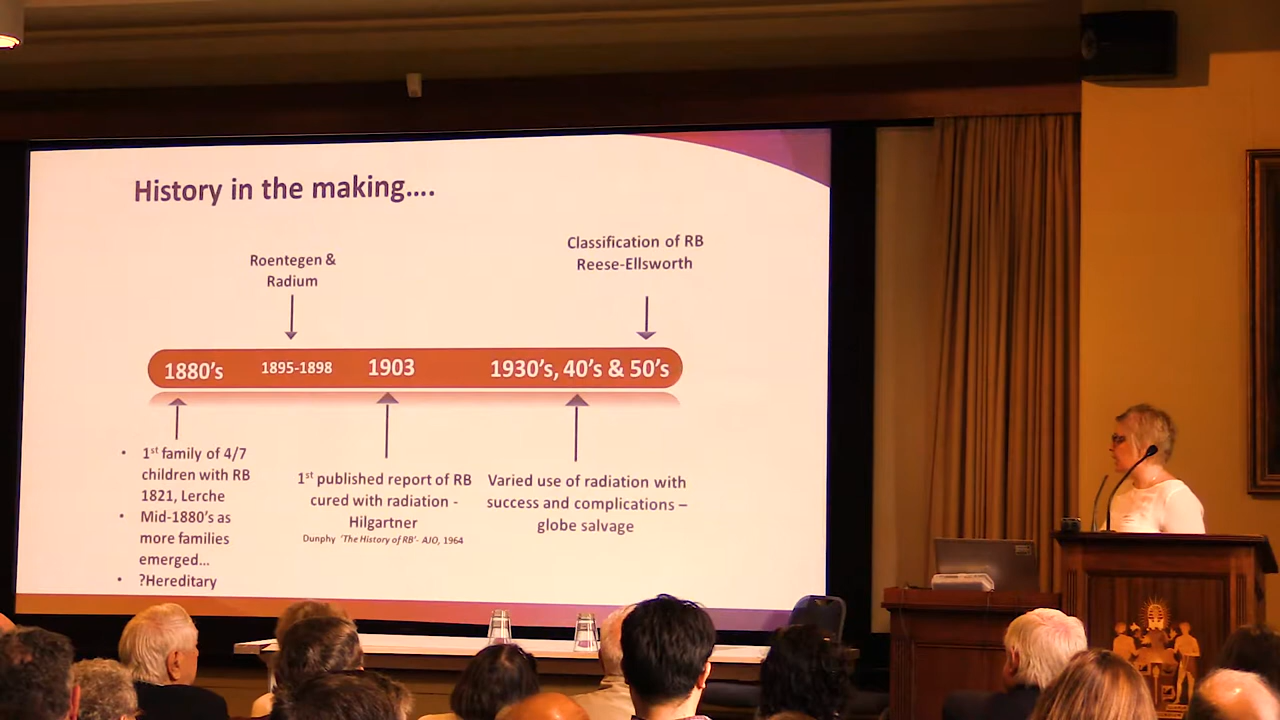 History in the making....
Roentegen &
Radium
Classification of RB
Reese-Ellsworth
1880's
1895-1898
1903
1930's, 40's & 50's
• 1st family of 4/7
children with RB
1821, Lerche
• Mid-1880's as
more families
emerged...
• ?Hereditary
1st published report of RB
cured with radiation -
Hilgartner
Dunphy 'The History of RB'- AJO, 1964
Varied use of radiation with
success and complications –
globe salvage